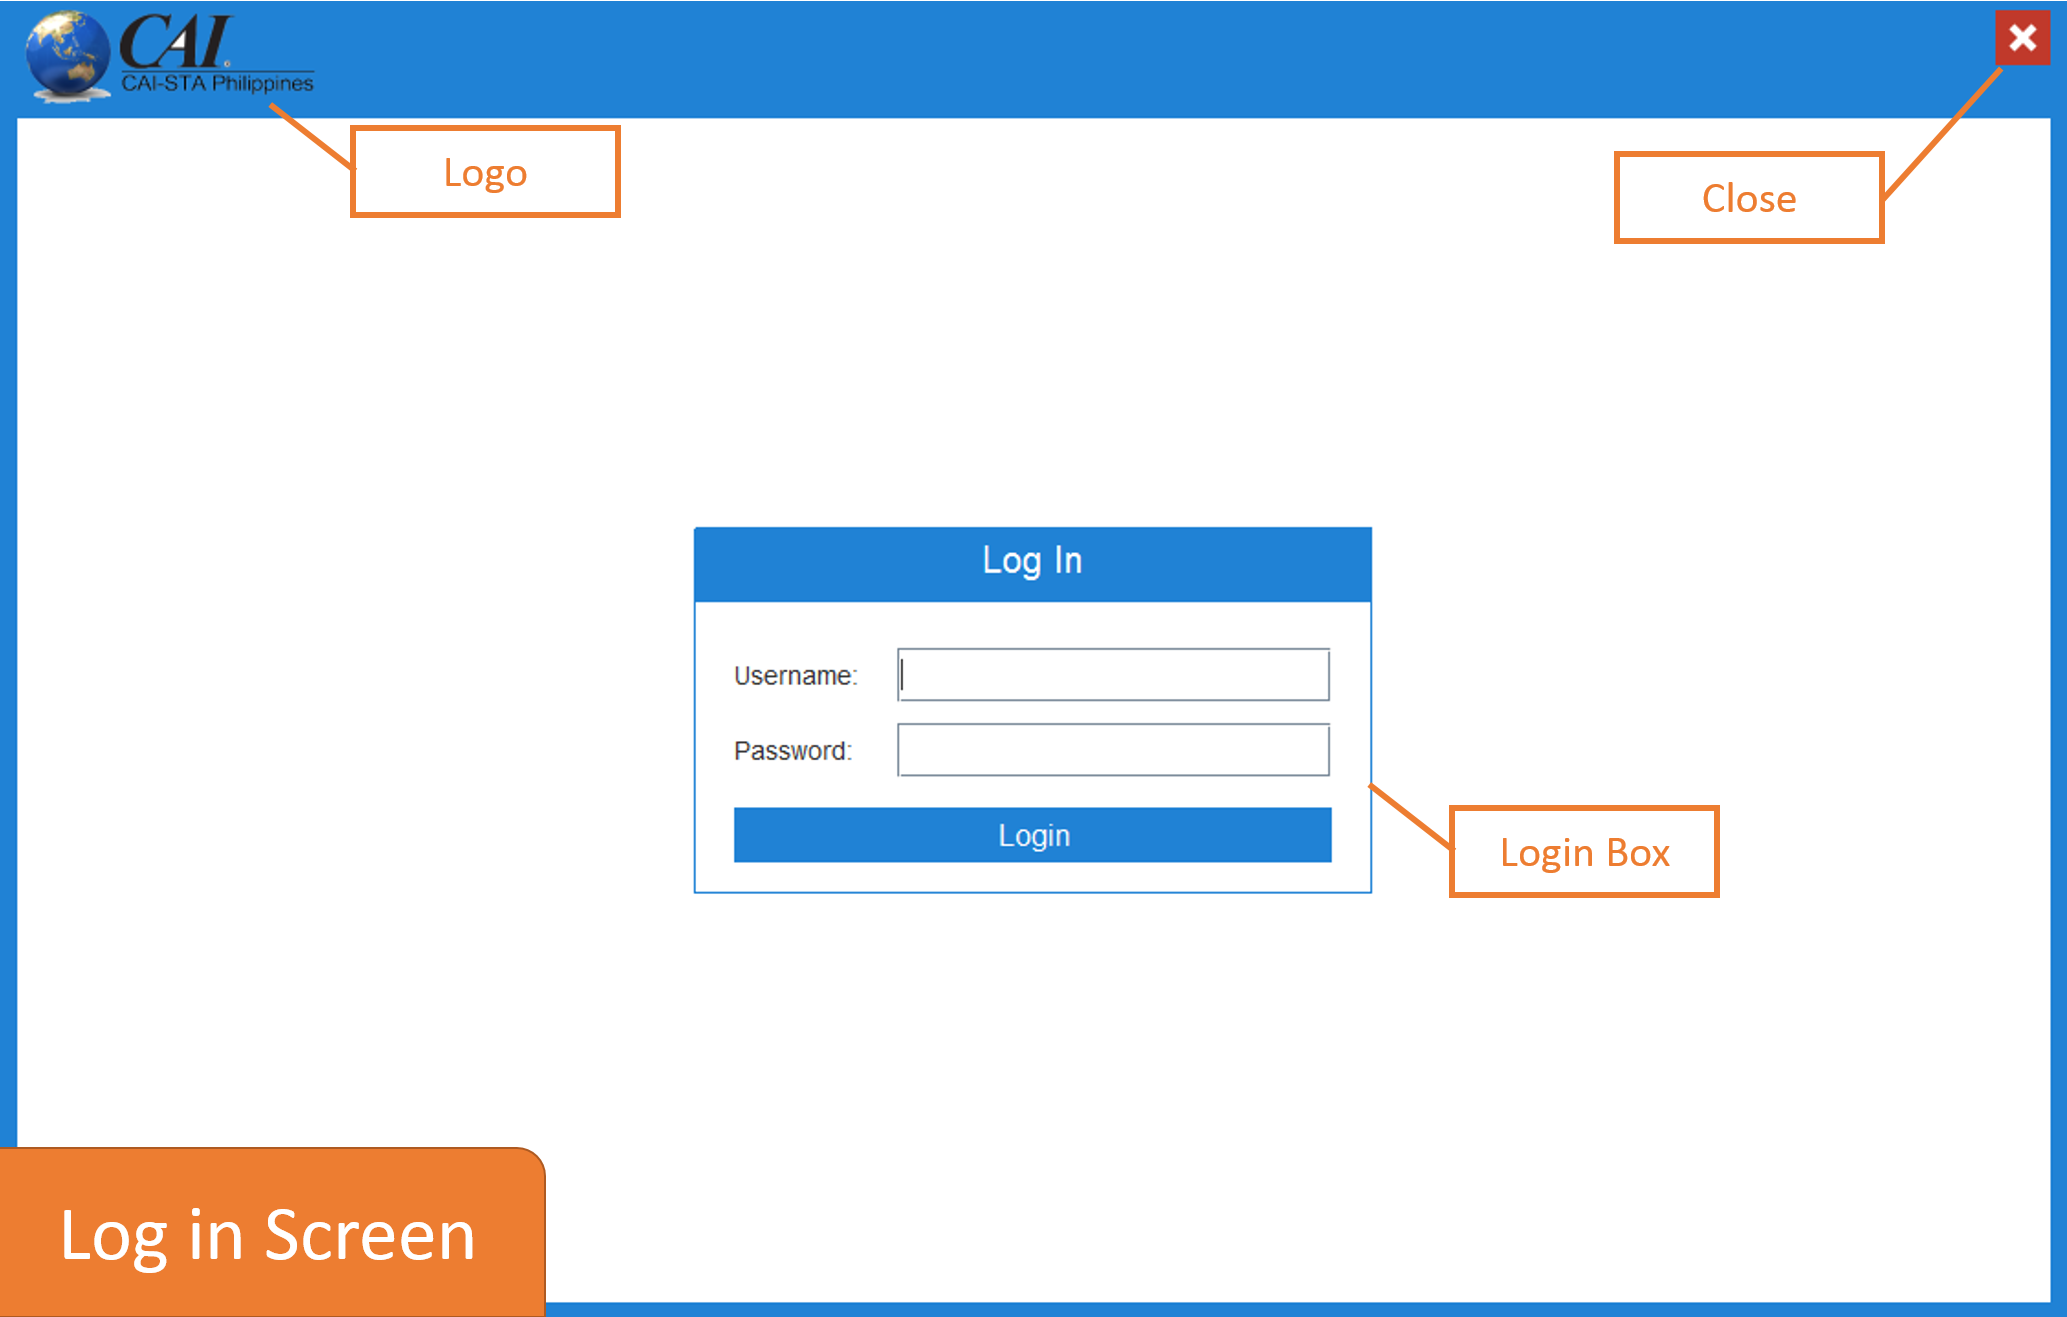 CAI
CAI-STA Philippines
Logo
Close
Log In
Username:
Password:
Login
Login Box
Log in Screen